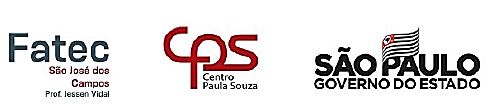 Fatec
São José dos
Campos
Prof. Jessen Vidal
cps
Centro
Paula Souza
SÃO PAULO
GOVERNO DO ESTADO